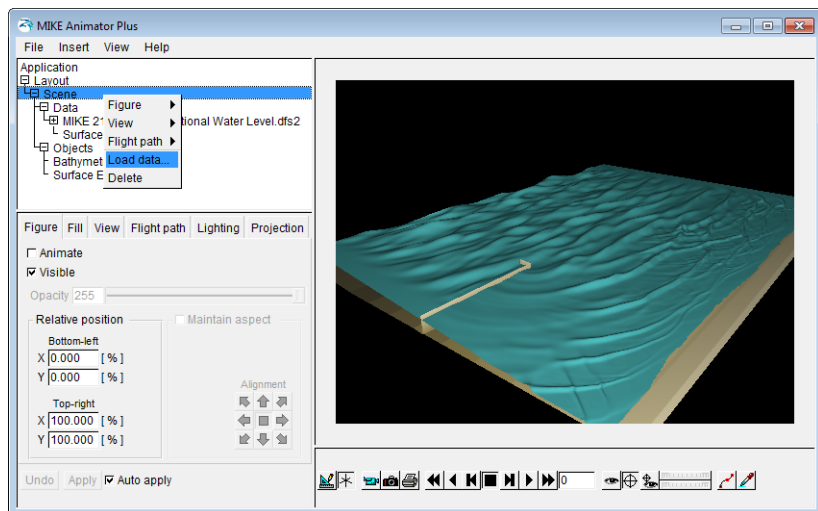 MIKE Animator Plus
File Insert View Help
Application
Layout
Scene
Data
MIKE 2
tional Water Level.dfs2
Surface
Objects
Bathymet
Surface E
Figure
View
Flight path
Load data...
Delete
Figure Fill View Flight path Lighting Projection
Animate
Visible
Opacity 255
Relative position
Maintain aspect
Bottom-left
X 0.000 [ % ]
Y 0.000 [ % ]
Alignment
Top-right
X 100.000 [ % ]
Y 100.000 [ % ]
Undo Apply Auto apply
0